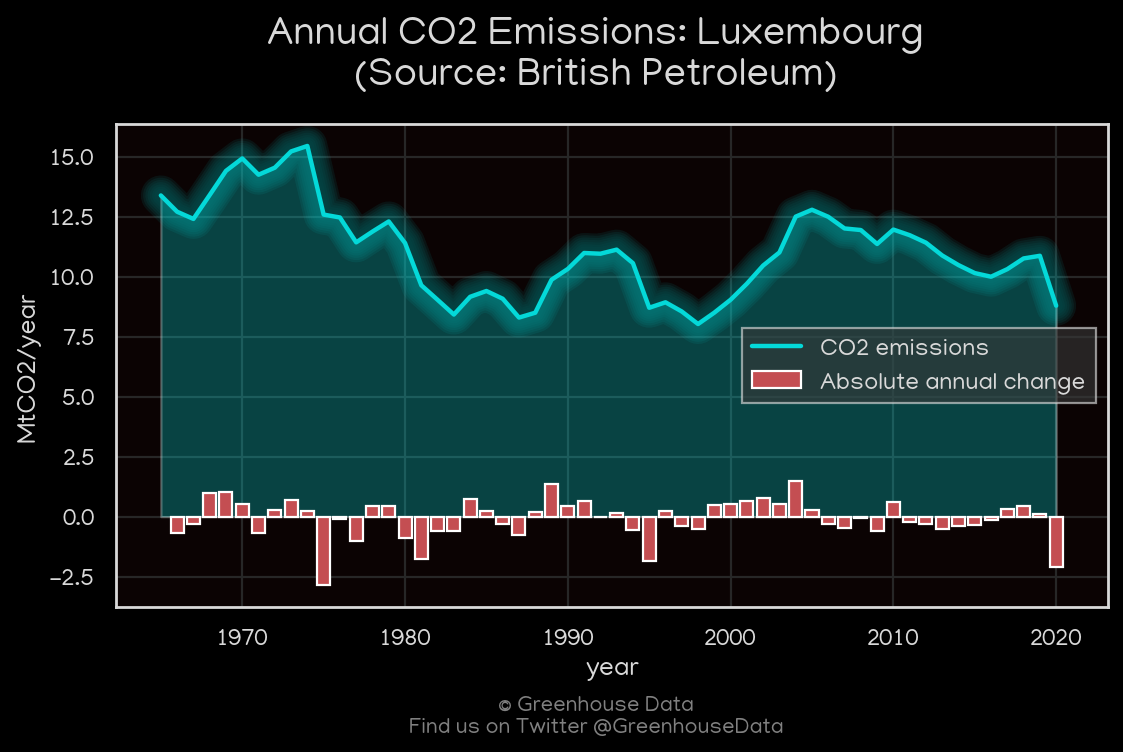 Annual CO2 Emissions: Luxembourg
(Source: British Petroleum)
MtCO2/year
15.0
12.5
10.0
7.5
5.0
2.5
0.0
−2.5
CO2 emissions
Absolute annual change
1970 1980 1990 2000 2010 2020
year
© Greenhouse Data
Find us on Twitter @GreenhouseData